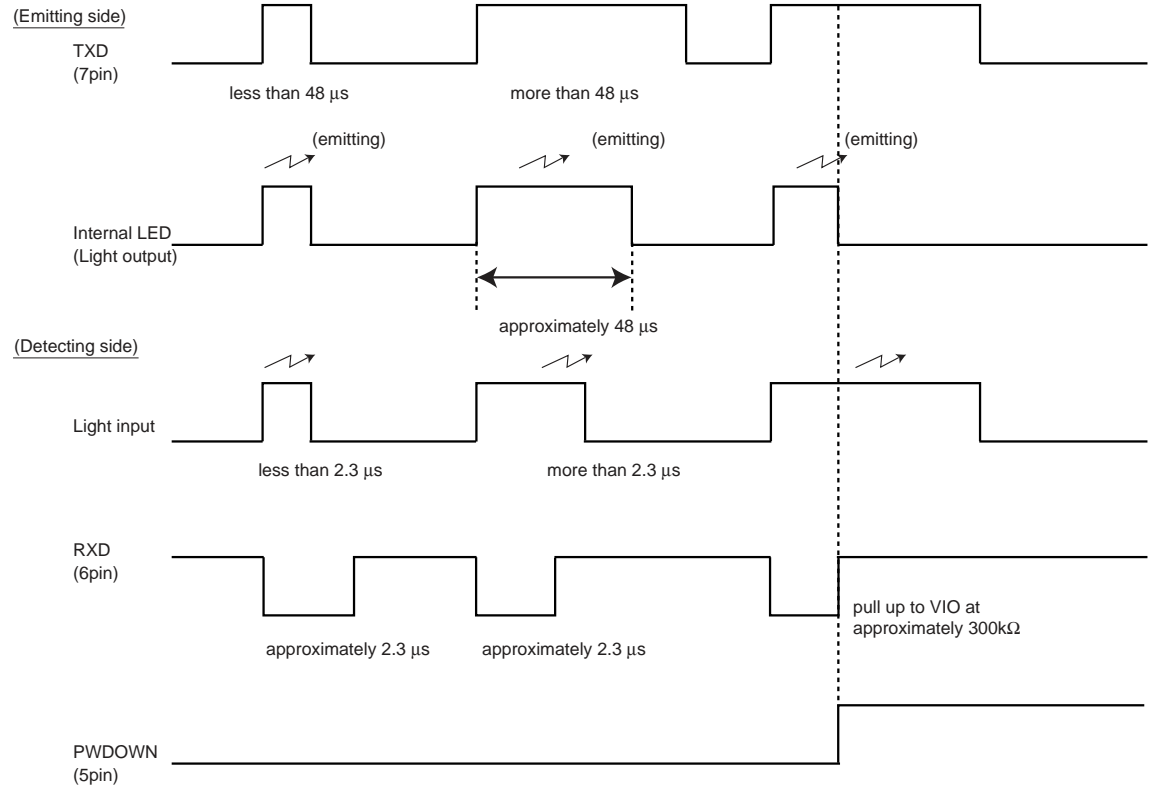 (Emitting side)
TXD
(7pin)
less than 48 μs
more than 48 μs
(emitting)
(emitting)
(emitting)
Internal LED
(Light output)
approximately 48 μs
(Detecting side)
Light input
less than 2.3 μs
more than 2.3 μs
RXD
(6pin)
pull up to VIO at
approximately 300kΩ
approximately 2.3 μs
approximately 2.3 μs
PWDOWN
(5pin)